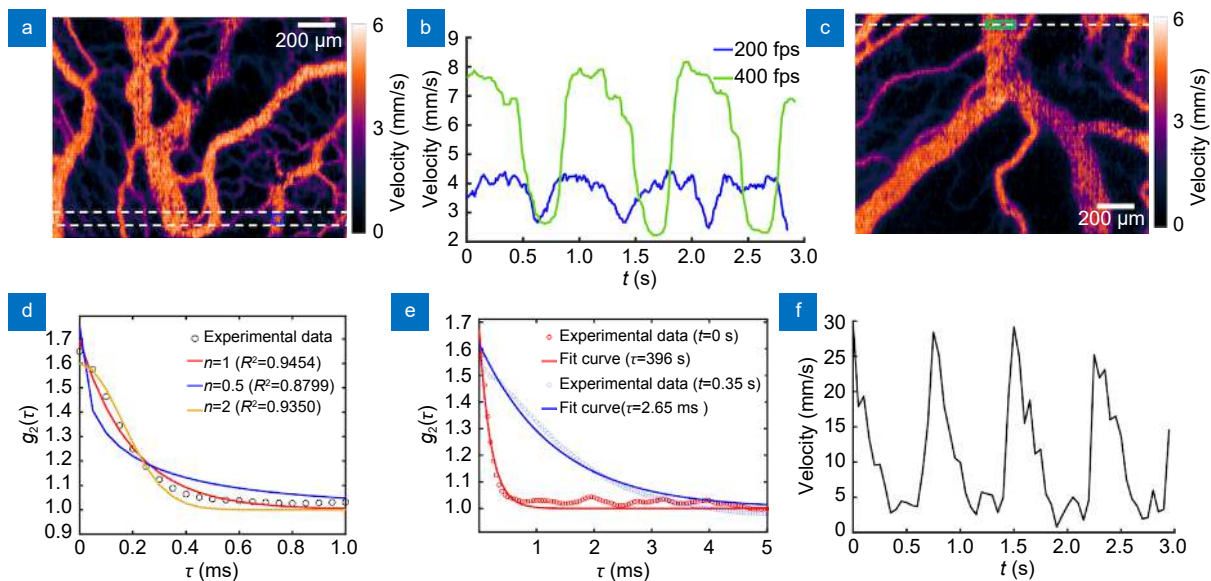 a
200 μm
6
3
0
Velocity (mm/s)
b
200 fps
400 fps
9
8
7
6
5
4
3
2
Velocity (mm/s)
0 0.5 1.0 1.5 2.0 2.5 3.0
t (s)
c
200 μm
6
3
0
Velocity (mm/s)
d
1.7
1.6
1.5
1.4
1.3
1.2
1.1
1.0
0.9
g2(τ)
Experimental data
n=1 (R²=0.9454)
n=0.5 (R²=0.8799)
n=2 (R²=0.9350)
0 0.2 0.4 0.6 0.8 1.0
τ (ms)
e
1.7
1.6
1.5
1.4
1.3
1.2
1.1
1.0
g2(τ)
Experimental data (t=0 s)
Fit curve (τ=396 s)
Experimental data (t=0.35 s)
Fit curve(τ=2.65 ms )
1 2 3 4 5
τ (ms)
f
30
25
20
15
10
5
0
Velocity (mm/s)
0 0.5 1.0 1.5 2.0 2.5 3.0
t (s)